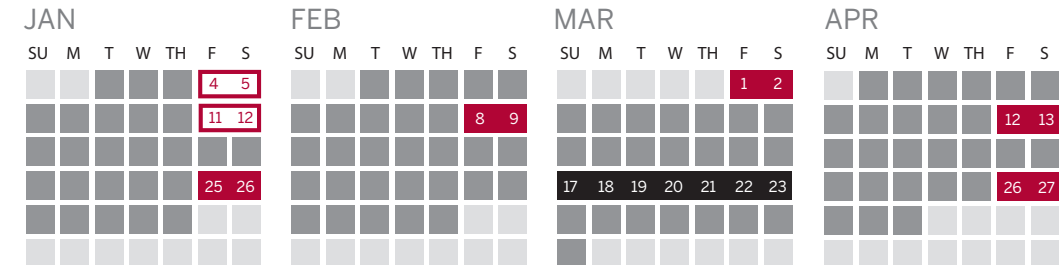 JAN FEB MAR APR
SU M T W TH F S SU M T W TH F S SU M T W TH F S SU M T W TH F S
4 5 1 2
11 12 8 9 12 13
25 26 17 18 19 20 21 22 23 26 27